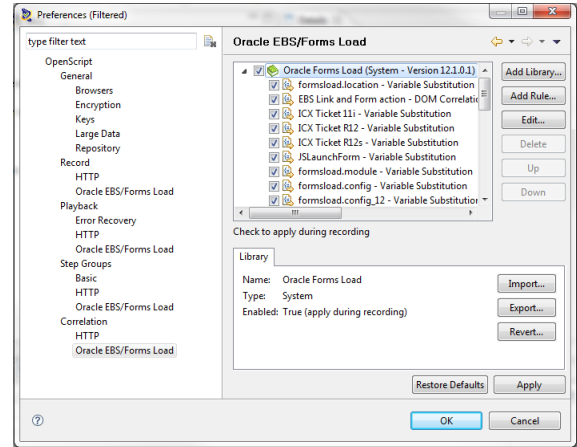 Preferences (Filtered)
type filter text
OpenScript
General
Browsers
Encryption
Keys
Large Data
Repository
Record
HTTP
Oracle EBS/Forms Load
Playback
Error Recovery
HTTP
Oracle EBS/Forms Load
Step Groups
Basic
HTTP
Oracle EBS/Forms Load
Correlation
HTTP
Oracle EBS/Forms Load
Oracle EBS/Forms Load
Oracle Forms Load (System - Version 12.1.0.1)
formsload.location - Variable Substitution
EBS Link and Form action - DOM Correlatic
ICX Ticket 11i - Variable Substitution
ICX Ticket R12 - Variable Substitution
ICX Ticket R12s - Variable Substitution
JSLaunchForm - Variable Substitution
formsload.module - Variable Substitution
formsload.config - Variable Substitution
formsload.config_12 - Variable Substitution
Add Library...
Add Rule...
Edit...
Delete
Up
Down
Check to apply during recording
Library
Name: Oracle Forms Load
Type: System
Enabled: True (apply during recording)
Import...
Export...
Revert...
Restore Defaults
Apply
OK
Cancel